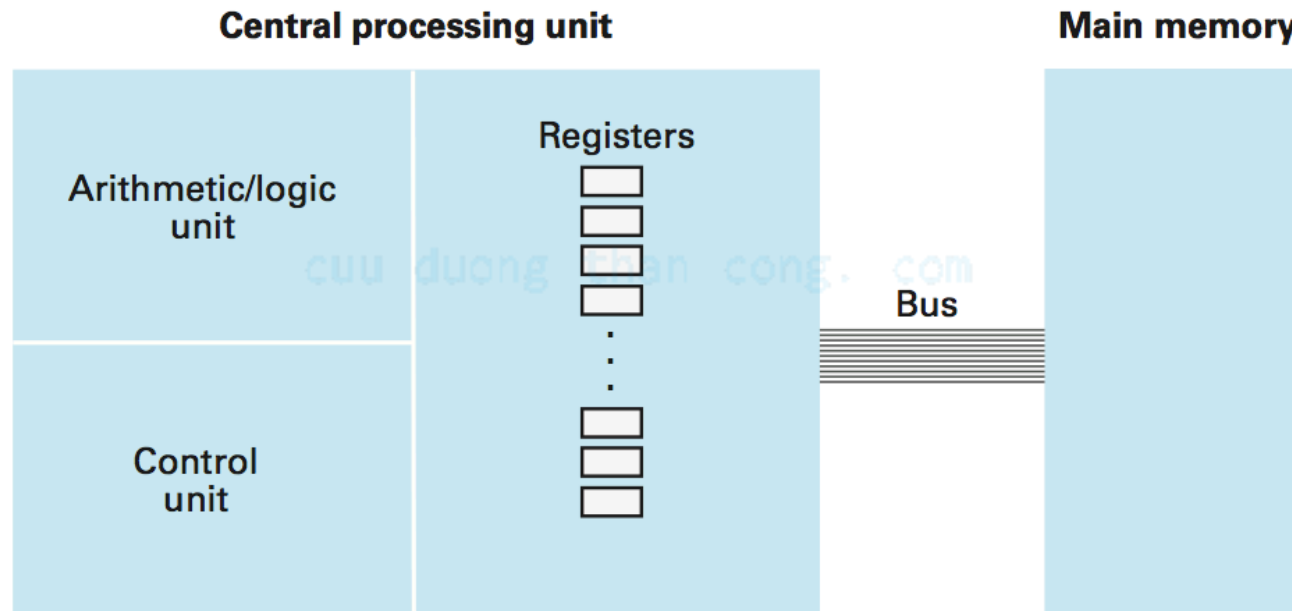 Central processing unit
Main memory
Registers
Arithmetic/logic
unit
cuu duong than cong. com
Bus
Control
unit